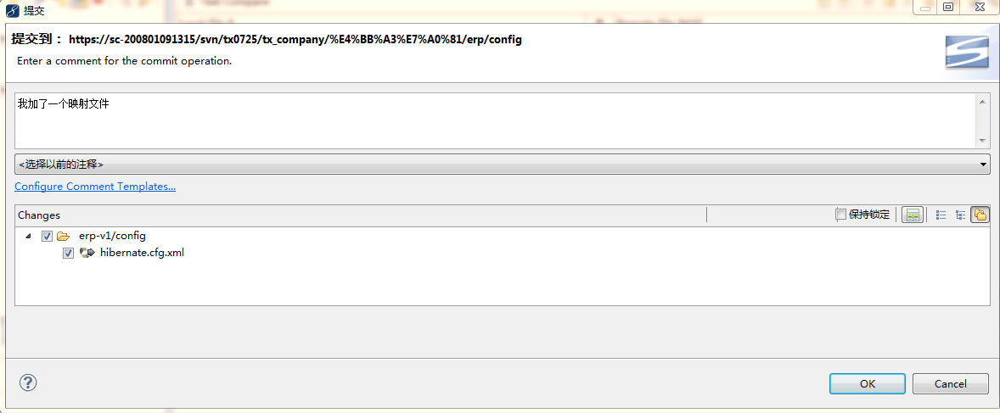 提交
提交到： https://sc-200801091315/svn/tx0725/tx_company/%E4%BB%A3%E7%A0%81/erp/config
Enter a comment for the commit operation.
我加了一个映射文件
<选择以前的注释>
Configure Comment Templates...
Changes
保持锁定
erp-v1/config
hibernate.cfg.xml
OK
Cancel